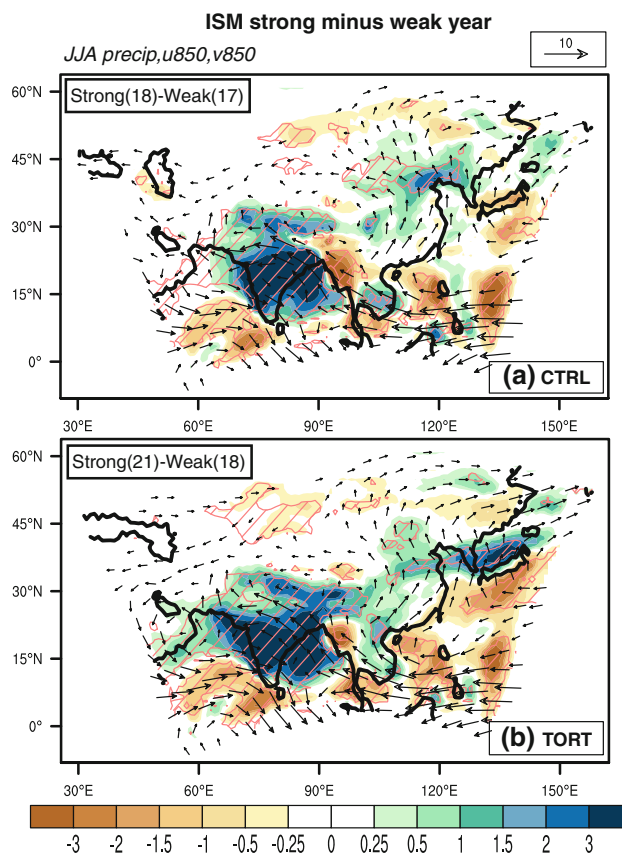 ISM strong minus weak year
JJA precip,u850,v850
10
60°N
Strong(18)-Weak(17)
45°N
30°N
15°N
0°
(a) CTRL
30°E 60°E 90°E 120°E 150°E
60°N
Strong(21)-Weak(18)
45°N
30°N
15°N
0°
(b) TORT
30°E 60°E 90°E 120°E 150°E
-3 -2 -1.5 -1 -0.5 -0.25 0 0.25 0.5 1 1.5 2 3